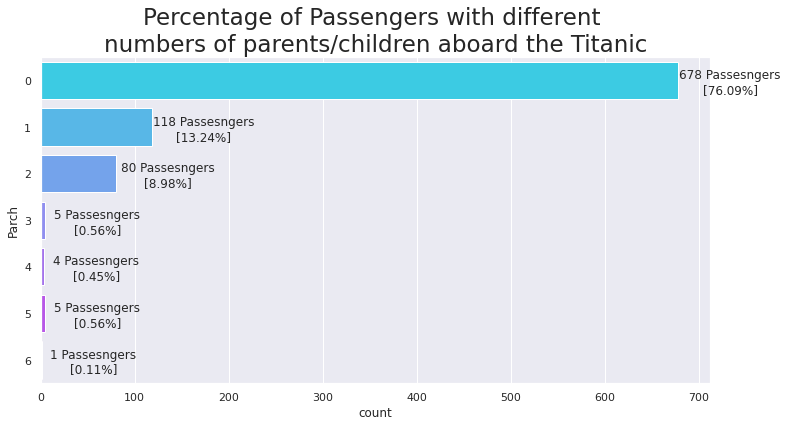 Percentage of Passengers with different
numbers of parents/children aboard the Titanic
Parch
0
678 Passesngers
[76.09%]
1
118 Passesngers
[13.24%]
2
80 Passesngers
[8.98%]
3
5 Passesngers
[0.56%]
4
4 Passesngers
[0.45%]
5
5 Passesngers
[0.56%]
6
1 Passesngers
[0.11%]
0 100 200 300 400 500 600 700
count